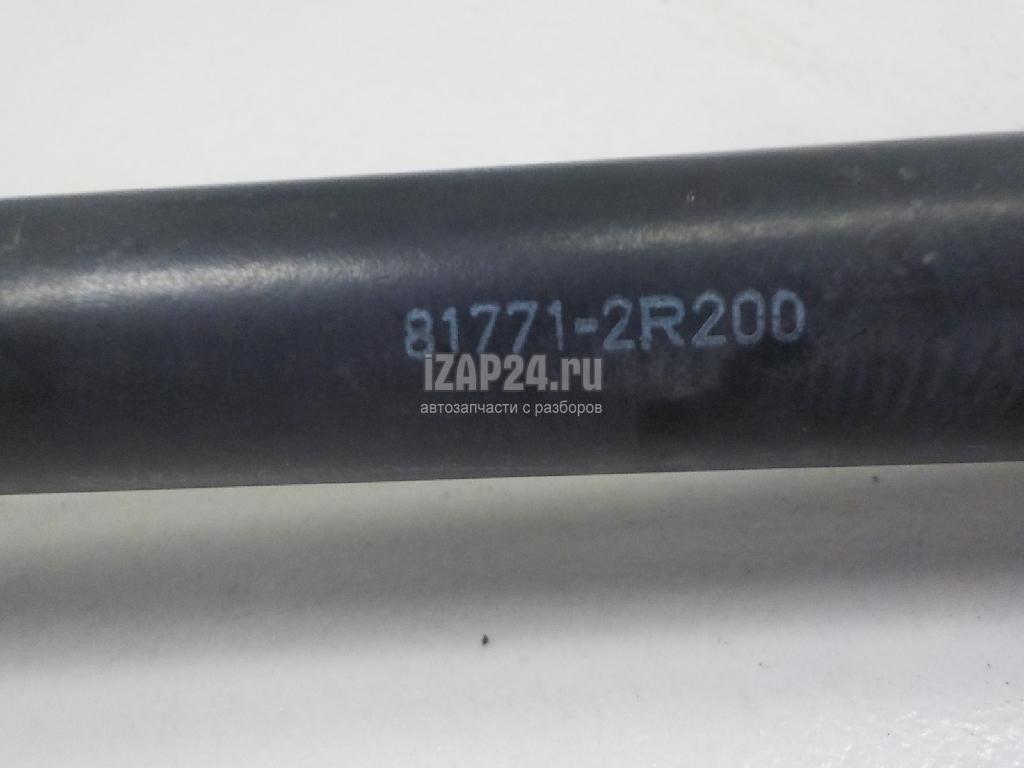 81771-2R200
iZAP24.ru
автозапчасти с разборов